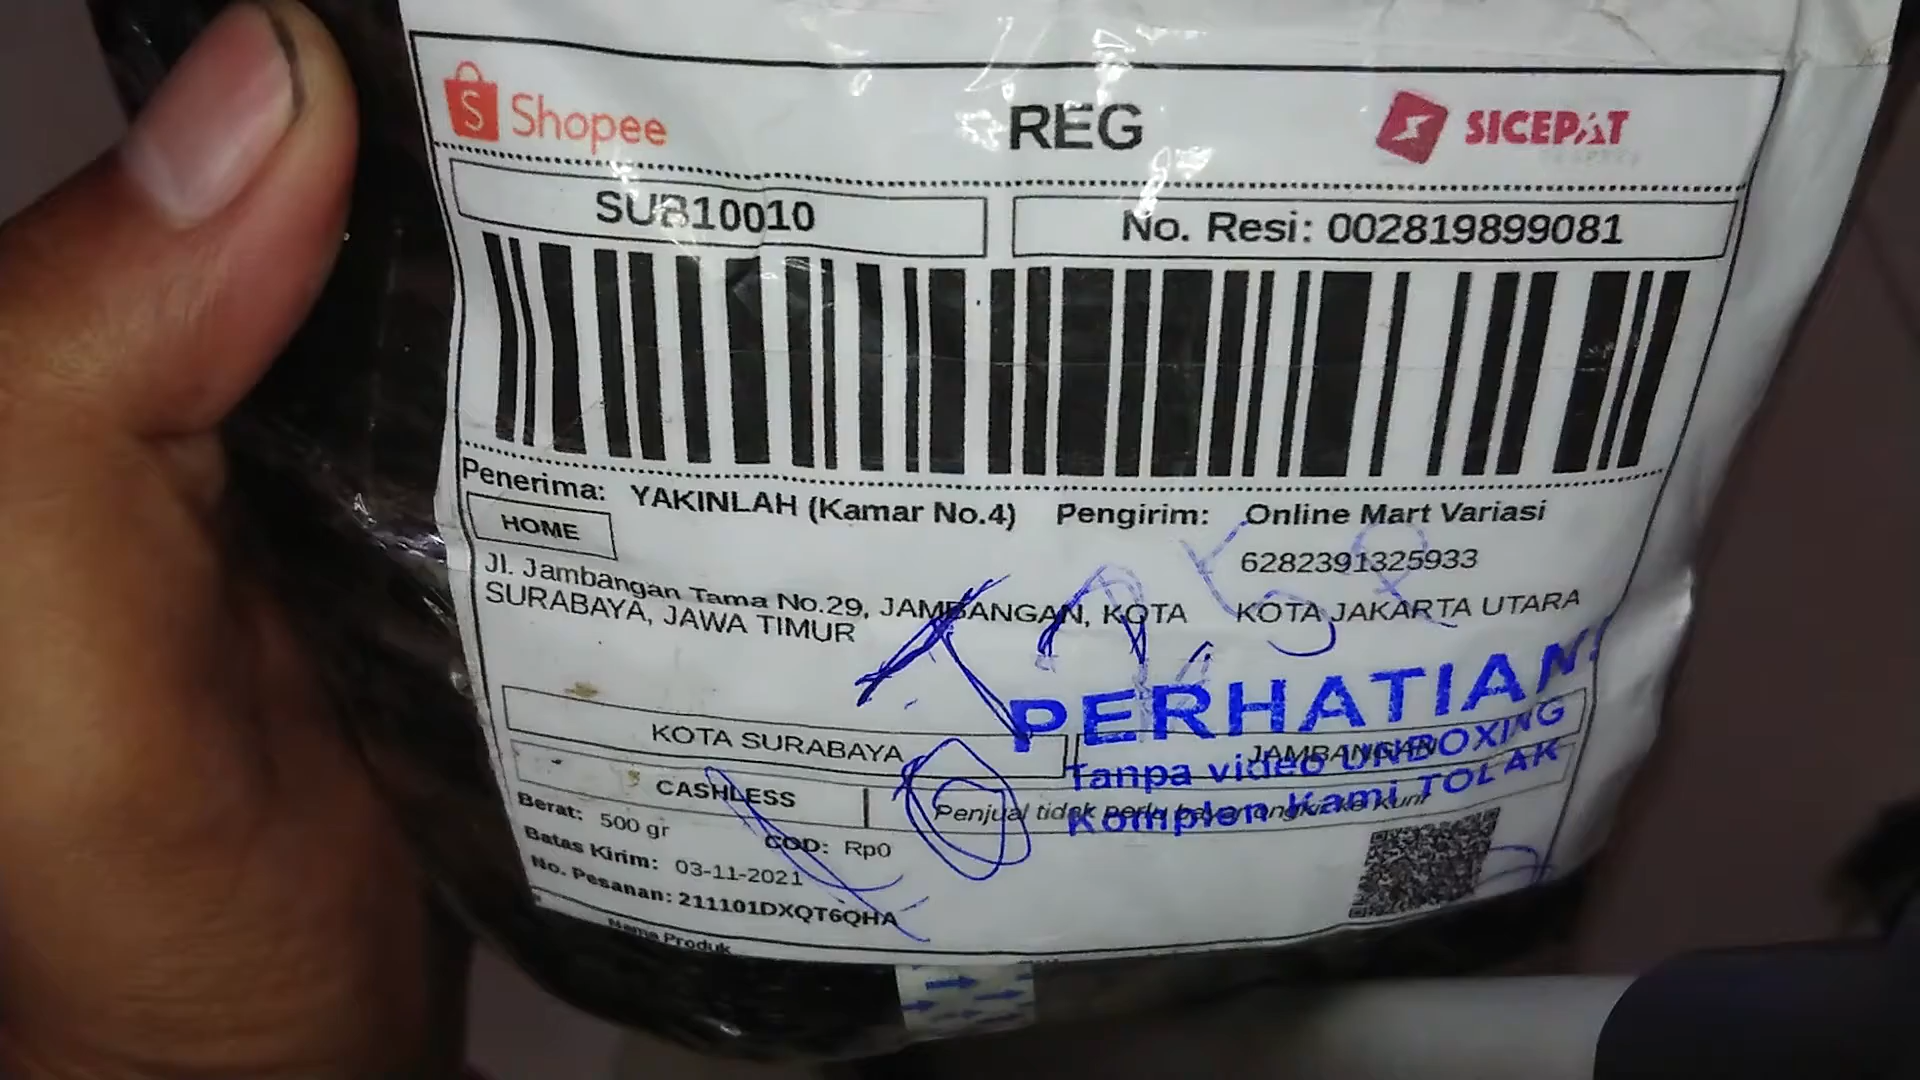 Shopee REG SICEPAT
SUB10010
No. Resi: 002819899081
Penerima: YAKINLAH (Kamar No.4)
HOME
Jl. Jambangan Tama No.29, JAMBANGAN, KOTA
SURABAYA, JAWA TIMUR
Pengirim: Online Mart Variasi
6282391325933
KOTA JAKARTA UTARA
PERHATIAN!
Tanpa video UNBOXING
Komplen Kami TOLAK
KOTA SURABAYA
JAMBANGAN
CASHLESS
Penjual tidak perlu
Berat: 500 gr
COD: Rp0
Batas Kirim: 03-11-2021
No. Pesanan: 211101DXQT6QHA
Nama Produk